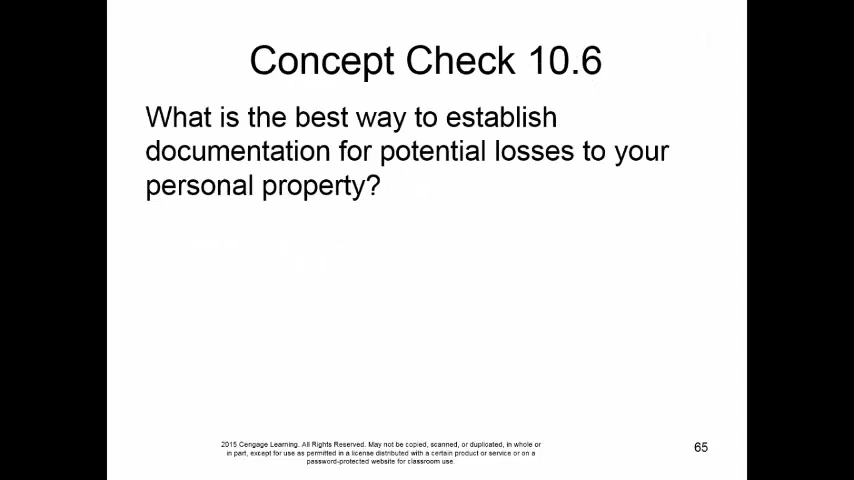 Concept Check 10.6
What is the best way to establish
documentation for potential losses to your
personal property?
2015 Cengage Learning. All Rights Reserved. May not be copied, scanned, or duplicated, in whole or
in part, except for use as permitted in a license distributed with a certain product or service or on a
password-protected website for classroom use.
65